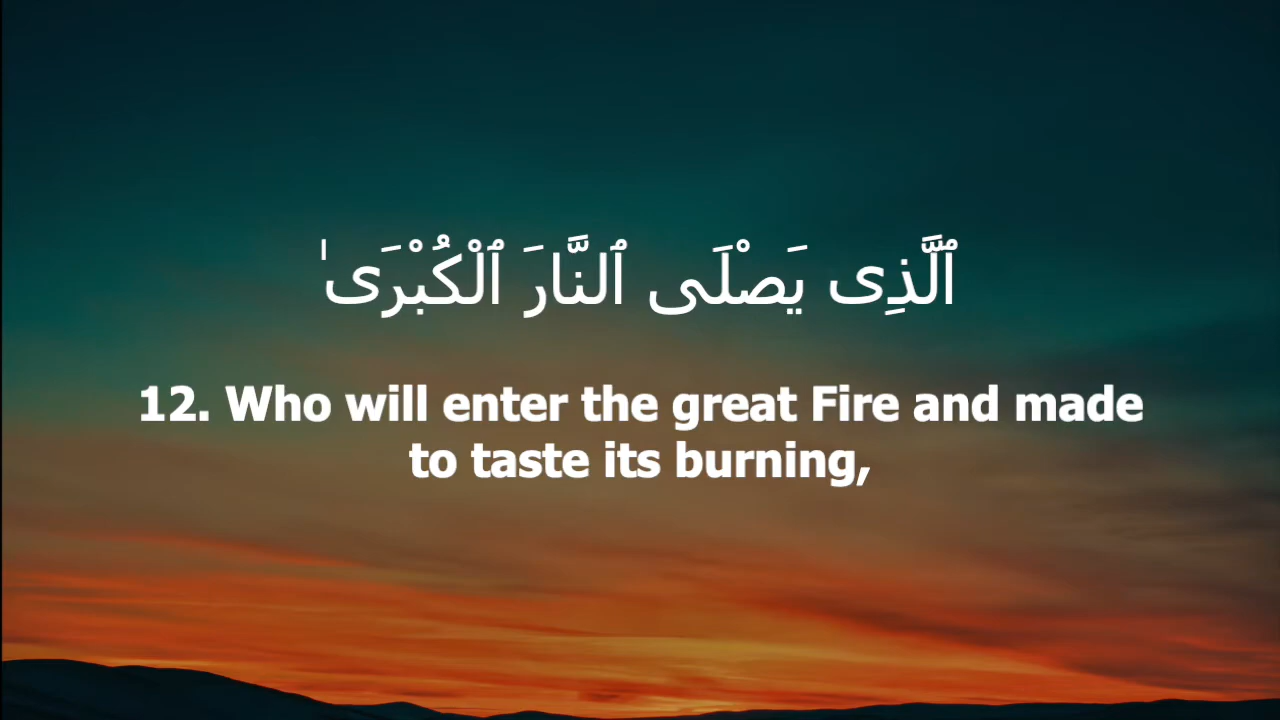 ٱلَّذِى يَصْلَى ٱلنَّارَ ٱلْكُبْرَىٰ
12. Who will enter the great Fire and made
to taste its burning,